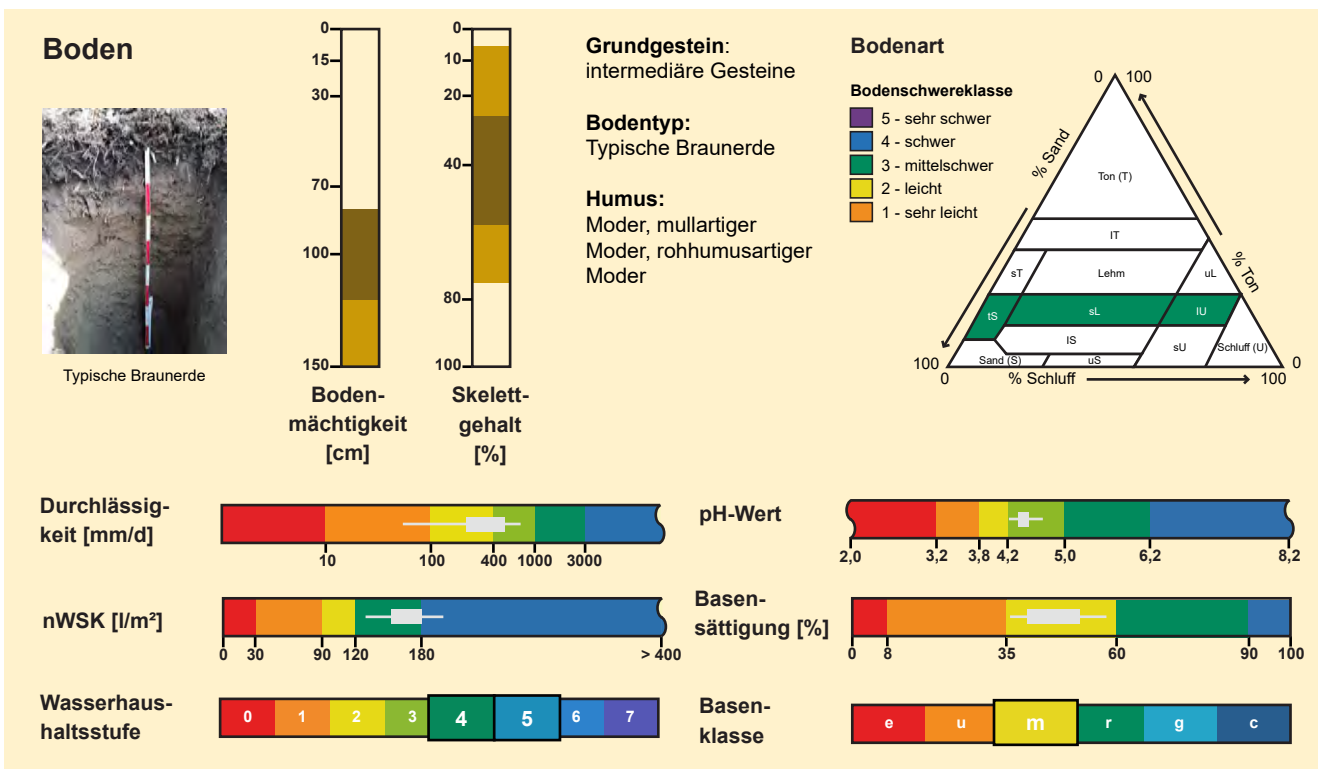 Boden
Typische Braunerde
0
15
30
70
100
150
Boden-
mächtigkeit
[cm]
0
10
20
40
80
100
Skelett-
gehalt
[%]
Grundgestein:
intermediäre Gesteine
Bodentyp:
Typische Braunerde
Humus:
Moder, mullartiger
Moder, rohhumusartiger
Moder
Bodenart
Bodenschwereklasse
5 - sehr schwer
4 - schwer
3 - mittelschwer
2 - leicht
1 - sehr leicht
0 100
% Sand
% Ton
Ton (T)
lT
sT Lehm uL
tS sL lU
lS
Sand (S) uS sU Schluff (U)
100 0
0 % Schluff 100
Durchlässig-
keit [mm/d]
10 100 400 1000 3000
pH-Wert
2,0 3,2 3,8 4,2 5,0 6,2 8,2
nWSK [l/m²]
0 30 90 120 180 > 400
Basen-
sättigung [%]
0 8 35 60 90 100
Wasserhaus-
haltsstufe
0 1 2 3 4 5 6 7
Basen-
klasse
e u m r g c